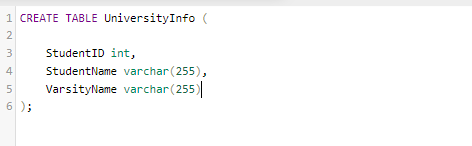 1 CREATE TABLE UniversityInfo (
2
3 StudentID int,
4 StudentName varchar(255),
5 VarsityName varchar(255)
6 );